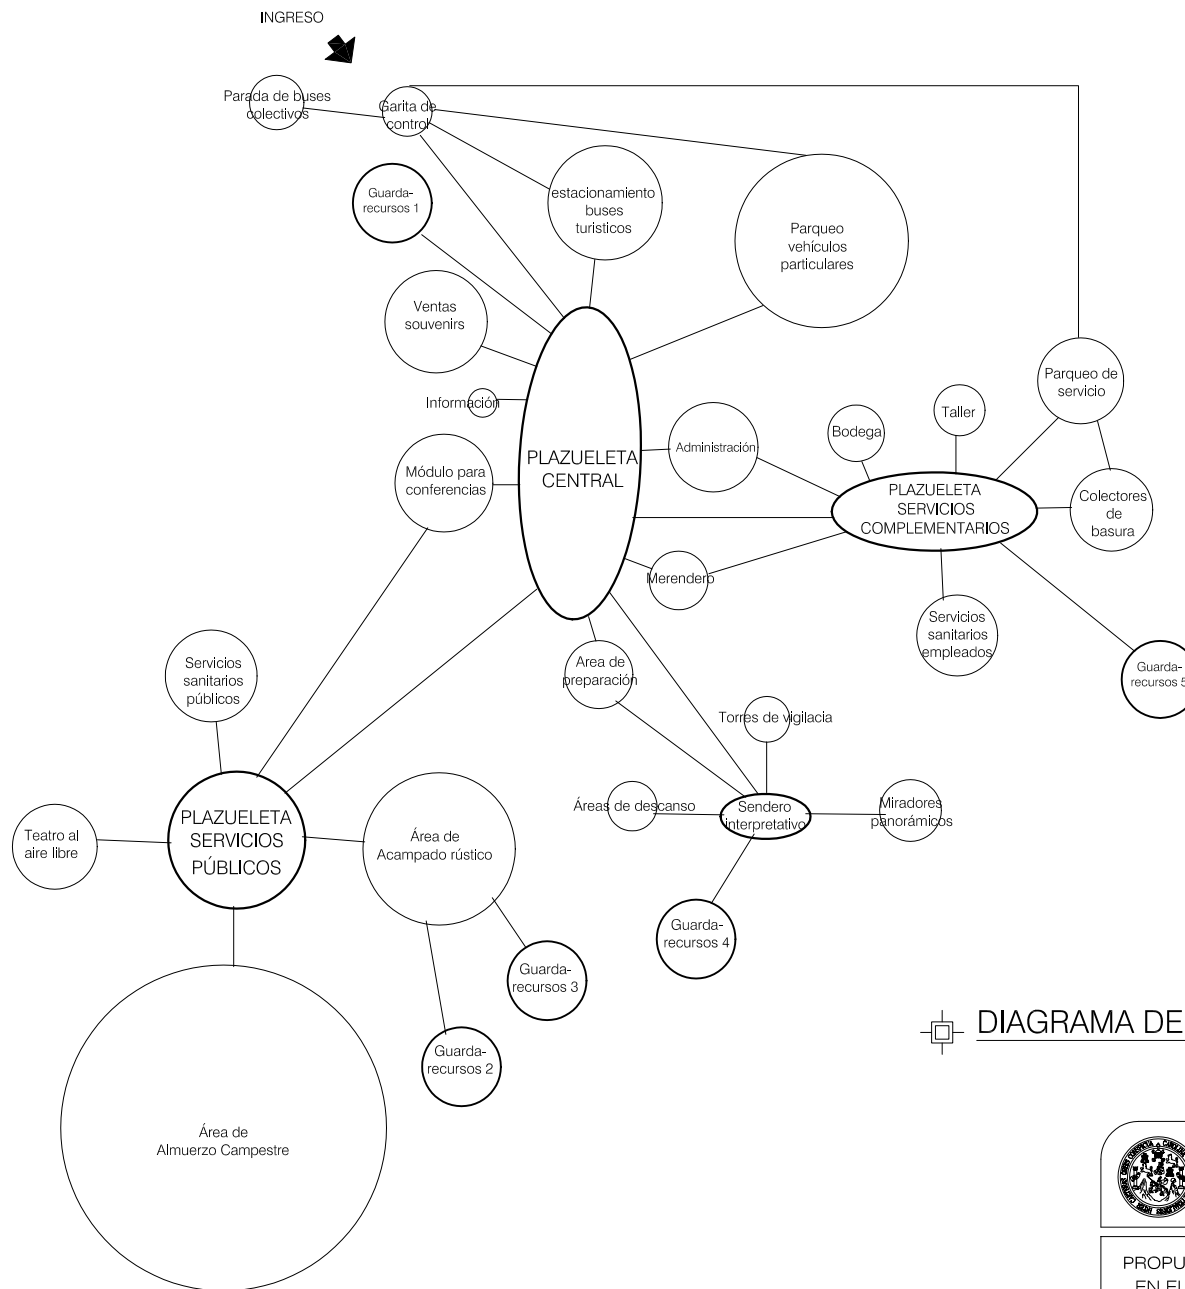 INGRESO
Parada de buses
colectivos
Garita de
control
Guarda-
recursos 1
estacionamiento
buses
turisticos
Parqueo
vehículos
particulares
Ventas
souvenirs
Información
Módulo para
conferencias
PLAZUELETA
CENTRAL
Administración
Bodega
Taller
Parqueo de
servicio
PLAZUELETA
SERVICIOS
COMPLEMENTARIOS
Colectores
de
basura
Merendero
Servicios
sanitarios
empleados
Guarda-
recursos 5
Area de
preparación
Servicios
sanitarios
públicos
Torres de vigilacia
Áreas de descanso
Sendero
interpretativo
Miradores
panorámicos
Teatro al
aire libre
PLAZUELETA
SERVICIOS
PÚBLICOS
Área de
Acampado rústico
Guarda-
recursos 4
Guarda-
recursos 3
Guarda-
recursos 2
Área de
Almuerzo Campestre
DIAGRAMA DE
PROPU
EN EL